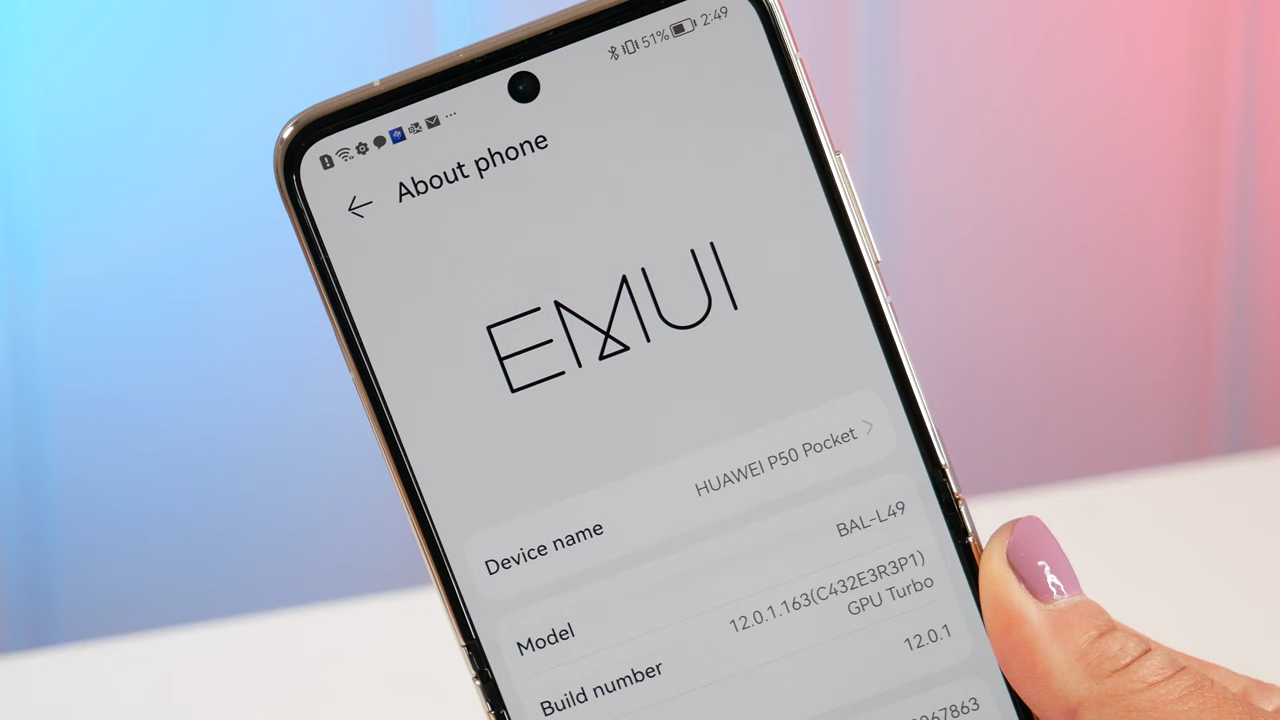 51% 2:49
About phone
EMUI
Device name HUAWEI P50 Pocket
Model BAL-L49
Build number 12.0.1.163(C432E3R3P1)
GPU Turbo
12.0.1
67863